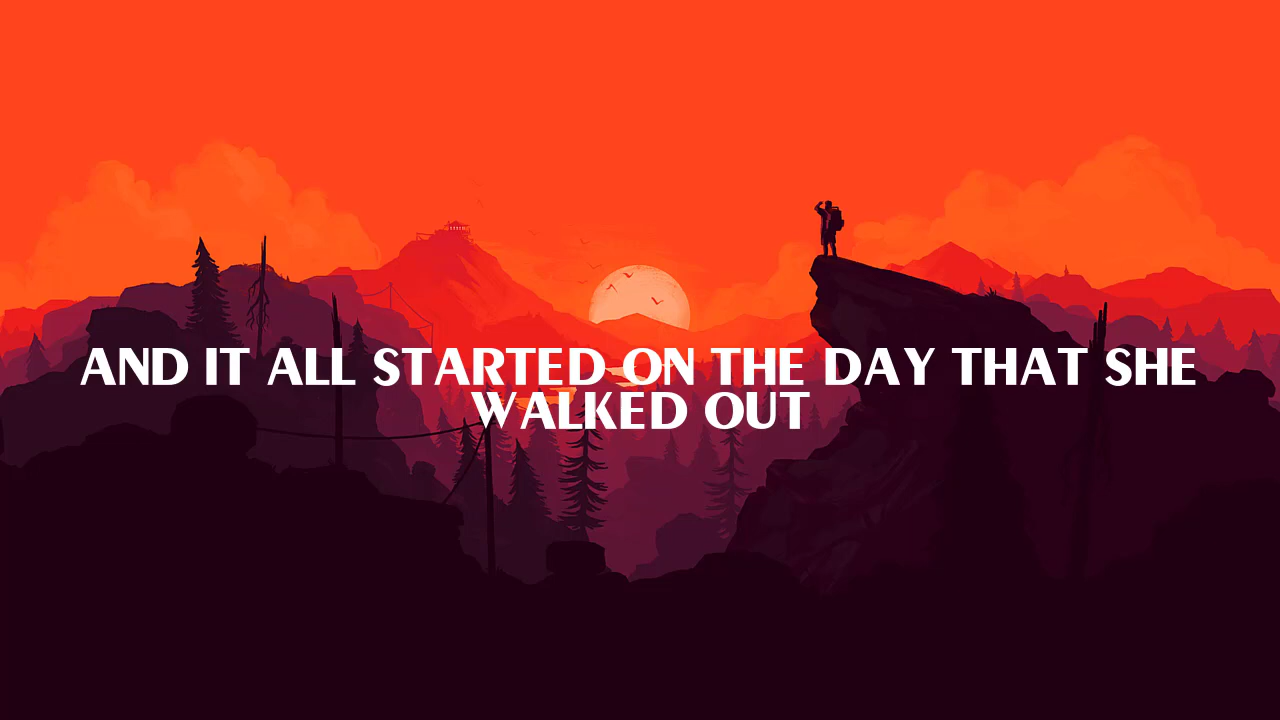 AND IT ALL STARTED ON THE DAY THAT SHE
WALKED OUT